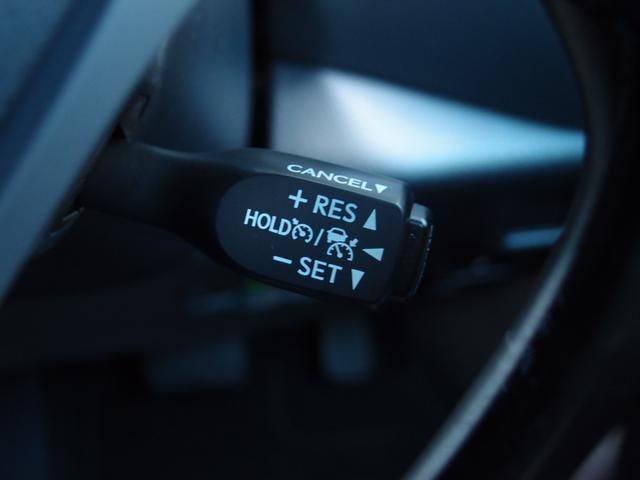 CANCEL▼
+ RES ▲
HOLD / ◀
− SET ▼